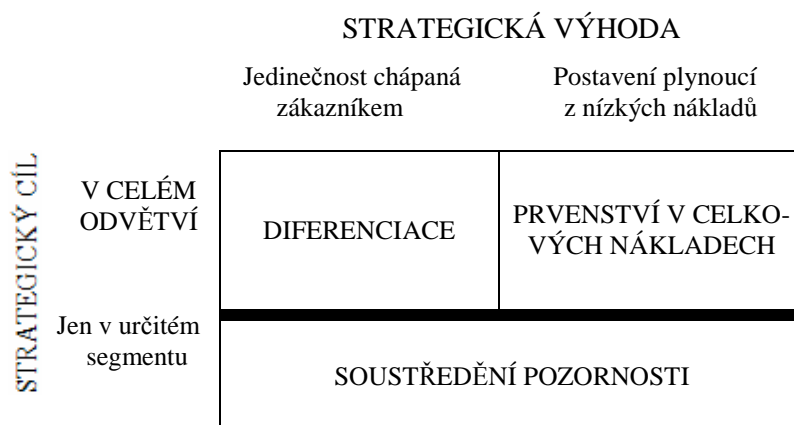 STRATEGICKÁ VÝHODA
Jedinečnost chápaná
zákazníkem
Postavení plynoucí
z nízkých nákladů
STRATEGICKÝ CÍL
V CELÉM
ODVĚTVÍ
DIFERENCIACE
PRVENSTVÍ V CELKO-
VÝCH NÁKLADECH
Jen v určitém
segmentu
SOUSTŘEDĚNÍ POZORNOSTI